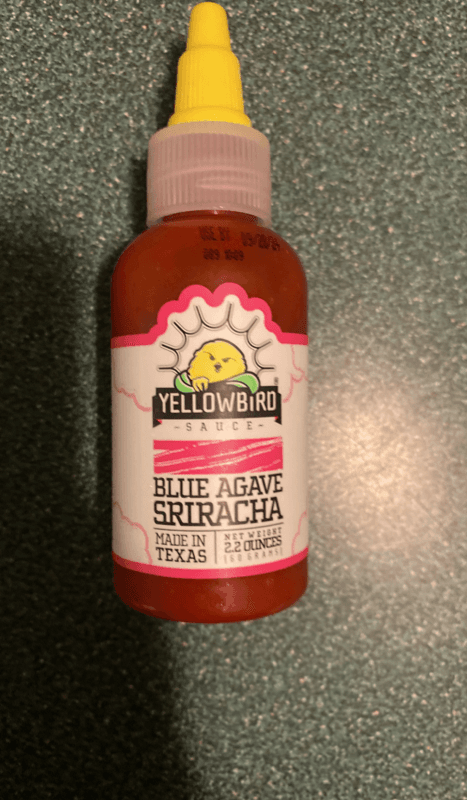 YELLOWBIRD
- SAUCE -
BLUE AGAVE
SRIRACHA
MADE IN
TEXAS
NET WEIGHT
2.2 OUNCES